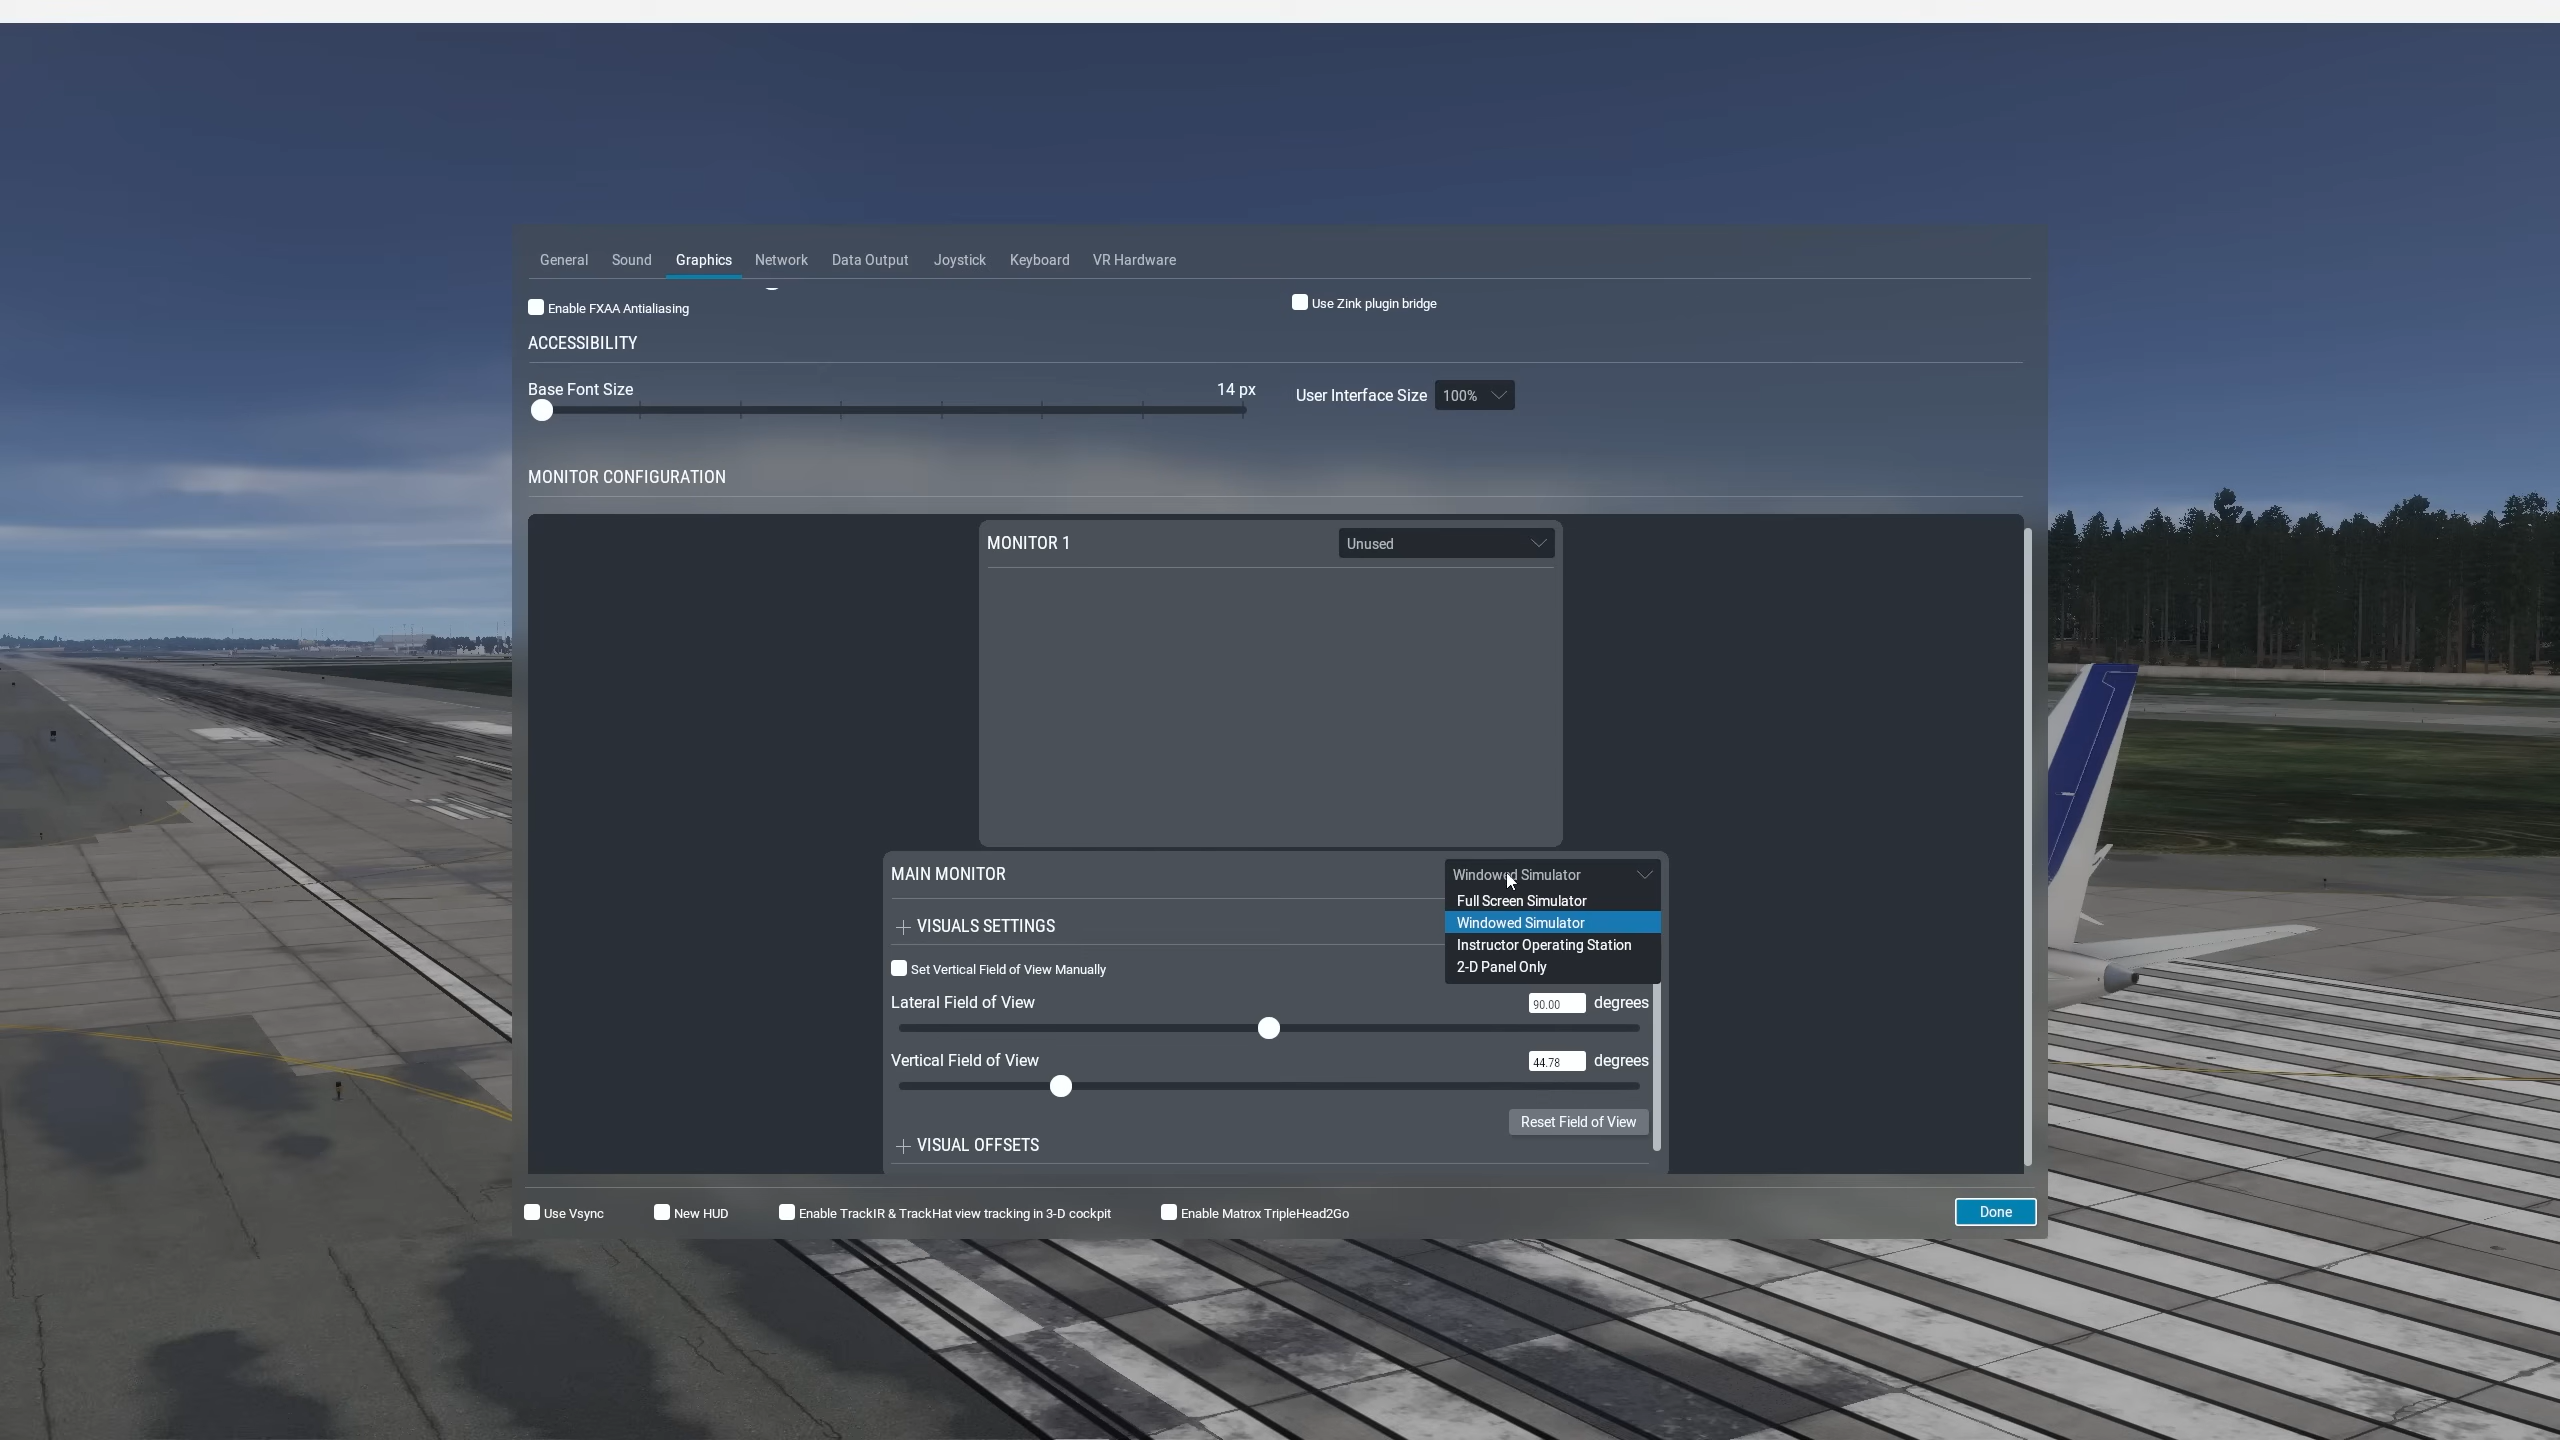 General Sound Graphics Network Data Output Joystick Keyboard VR Hardware
Enable FXAA Antialiasing Use Zink plugin bridge
ACCESSIBILITY
Base Font Size 14 px User Interface Size 100%
MONITOR CONFIGURATION
MONITOR 1 Unused
MAIN MONITOR Windowed Simulator
Full Screen Simulator
VISUALS SETTINGS Windowed Simulator
Instructor Operating Station
Set Vertical Field of View Manually 2-D Panel Only
Lateral Field of View 90.00 degrees
Vertical Field of View 44.78 degrees
Reset Field of View
VISUAL OFFSETS
Use Vsync New HUD Enable TrackIR & TrackHat view tracking in 3-D cockpit Enable Matrox TripleHead2Go Done